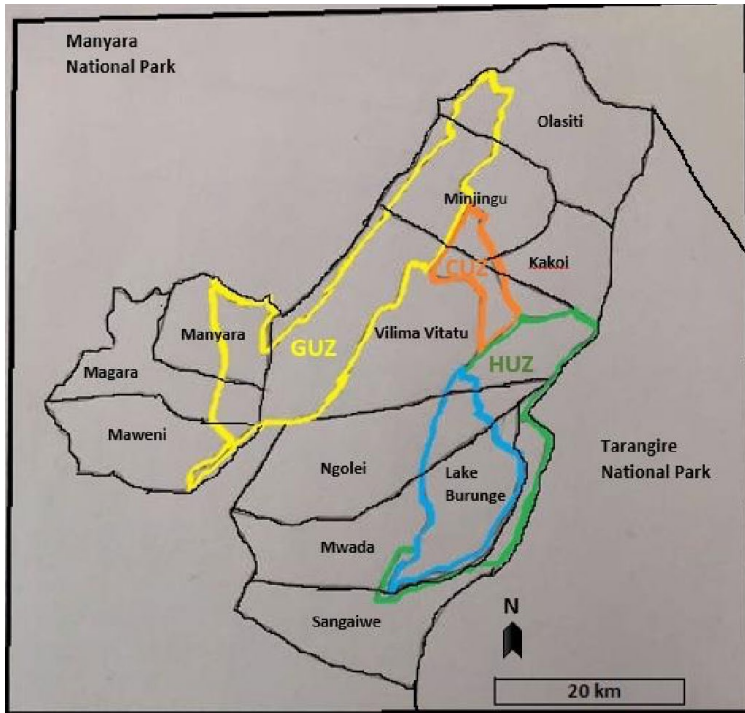 Manyara
National Park
Olasiti
Minjingu
CUZ
Kakoi
Manyara
GUZ
Vilima Vitatu
Magara
HUZ
Maweni
Tarangire
National Park
Ngolei
Lake
Burunge
Mwada
N
Sangaiwe
20 km